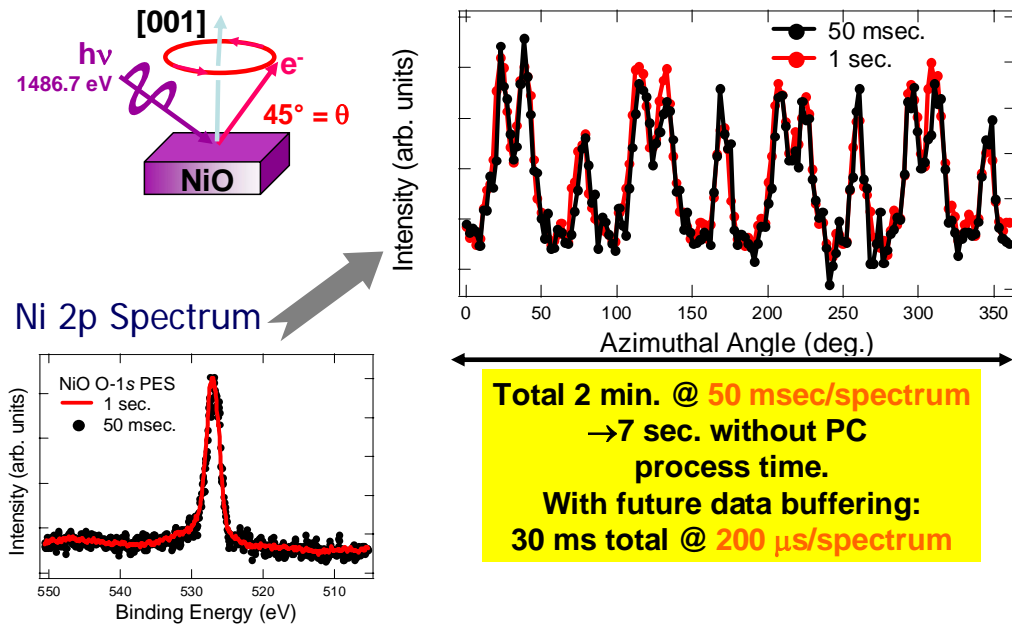 [001]
hν
1486.7 eV
e-
45° = θ
NiO
Ni 2p Spectrum
Intensity (arb. units)
50 msec.
1 sec.
0 50 100 150 200 250 300 350
Azimuthal Angle (deg.)
Intensity (arb. units)
NiO O-1s PES
1 sec.
50 msec.
550 540 530 520 510
Binding Energy (eV)
Total 2 min. @ 50 msec/spectrum
→7 sec. without PC
process time.
With future data buffering:
30 ms total @ 200 μs/spectrum